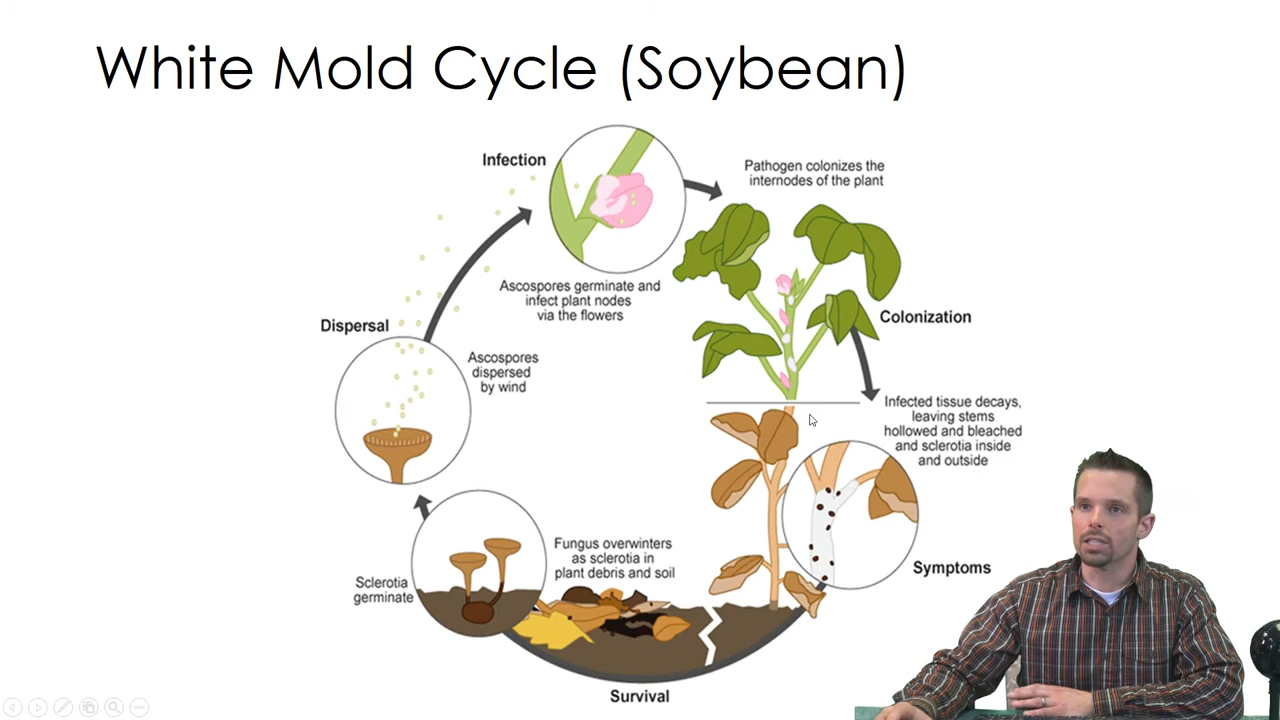 White Mold Cycle (Soybean)
Infection
Pathogen colonizes the
internodes of the plant
Ascospores germinate and
infect plant nodes
via the flowers
Dispersal
Ascospores
dispersed
by wind
Colonization
Infected tissue decays,
leaving stems
hollowed and bleached
and sclerotia inside
and outside
Symptoms
Fungus overwinters
as sclerotia in
plant debris and soil
Sclerotia
germinate
Survival